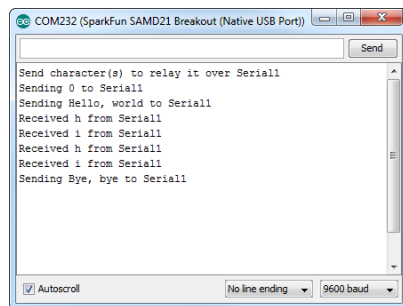 COM232 (SparkFun SAMD21 Breakout (Native USB Port))
Send
Send character(s) to relay it over Serial1
Sending 0 to Serial1
Sending Hello, world to Serial1
Received h from Serial1
Received i from Serial1
Received h from Serial1
Received i from Serial1
Sending Bye, bye to Serial1
Autoscroll No line ending 9600 baud